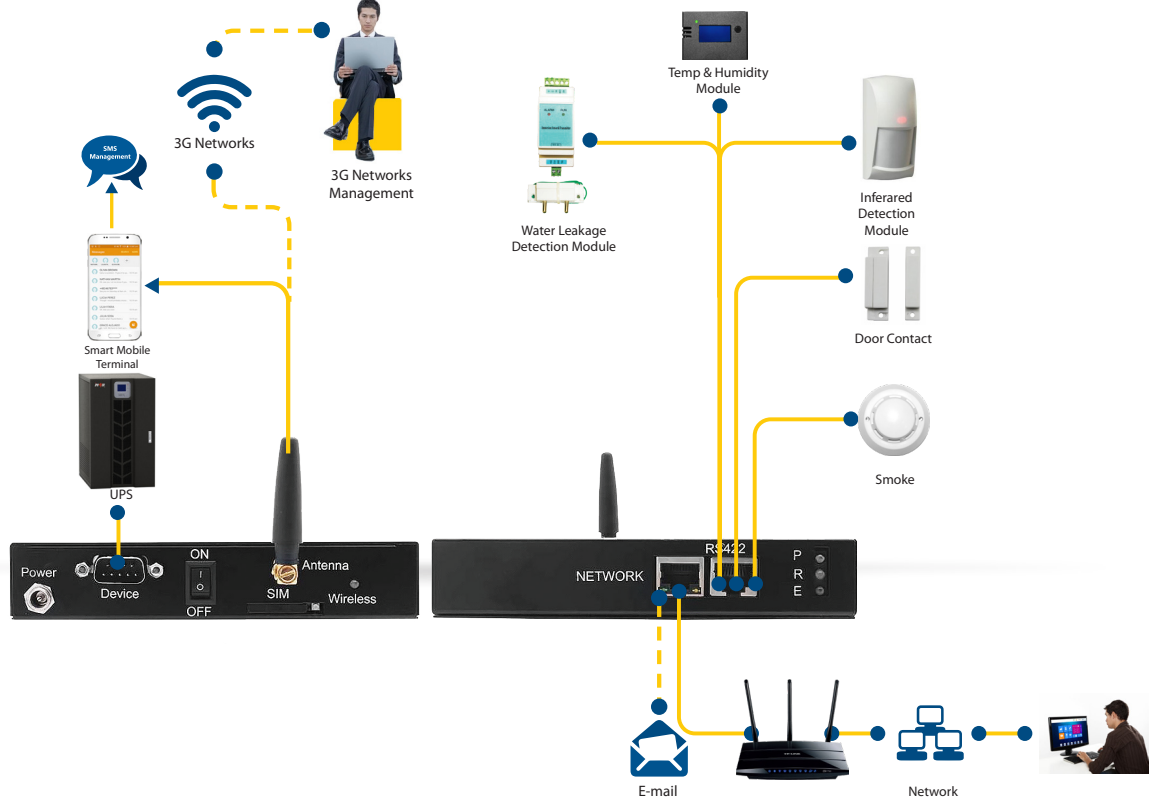 Temp & Humidity
Module
3G Networks
SMS
Management
3G Networks
Management
Water Leakage
Detection Module
Inferared
Detection
Module
Smart Mobile
Terminal
Door Contact
Smoke
UPS
ON
Antenna
Power
Device
SIM
Wireless
OFF
RS422
NETWORK
P
R
E
E-mail
Network